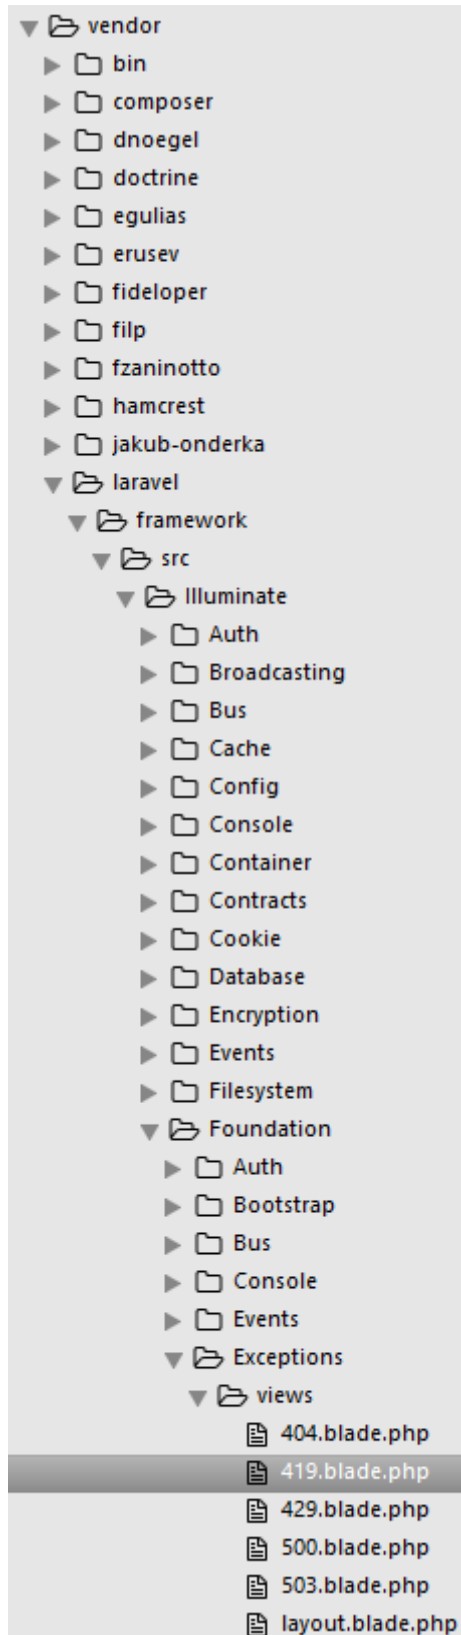 vendor
bin
composer
dnoegel
doctrine
egulias
erusev
fideloper
filp
fzaninotto
hamcrest
jakub-onderka
laravel
framework
src
Illuminate
Auth
Broadcasting
Bus
Cache
Config
Console
Container
Contracts
Cookie
Database
Encryption
Events
Filesystem
Foundation
Auth
Bootstrap
Bus
Console
Events
Exceptions
views
404.blade.php
419.blade.php
429.blade.php
500.blade.php
503.blade.php
layout.blade.php